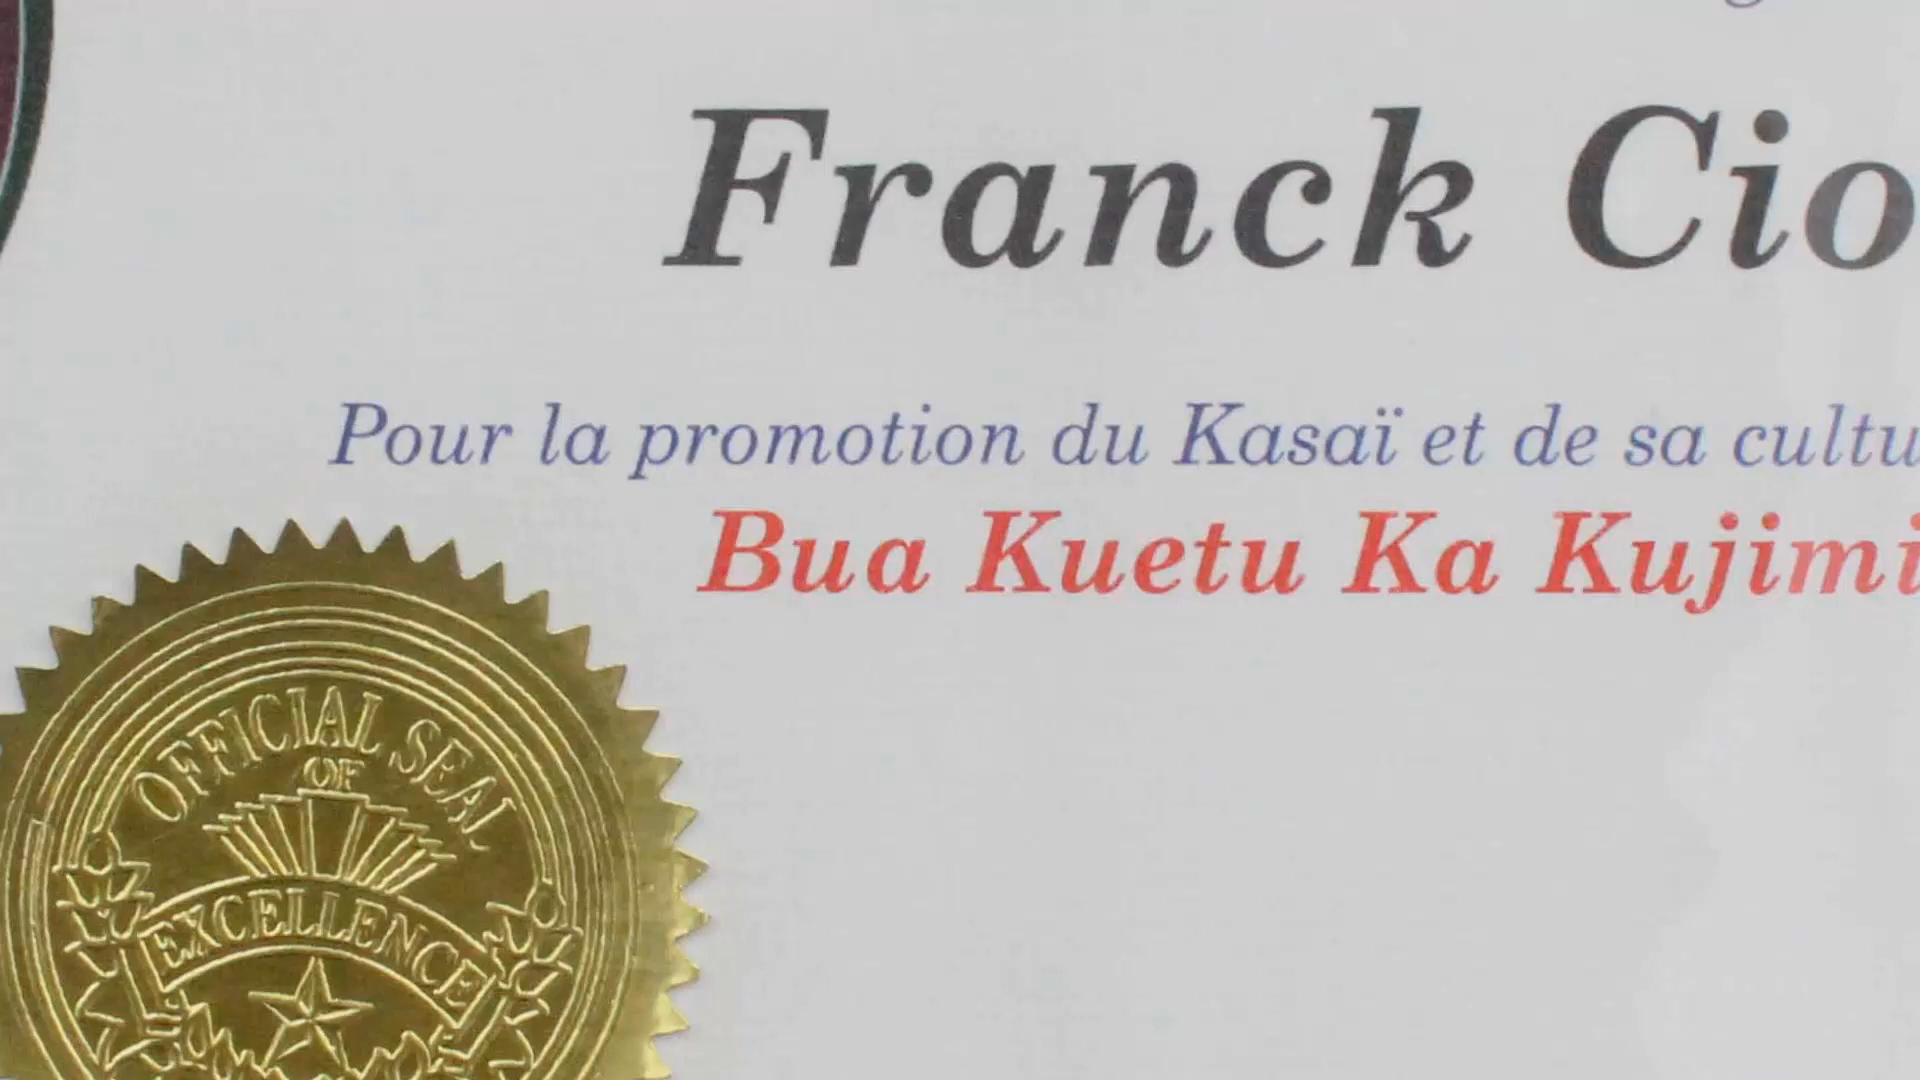 Franck Cio
Pour la promotion du Kasaï et de sa cultu
Bua Kuetu Ka Kujimi
OFFICIAL SEAL
OF
EXCELLENCE